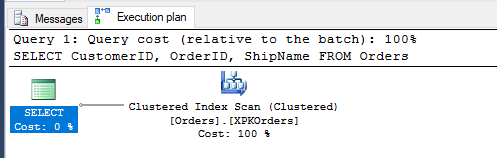 Messages Execution plan
Query 1: Query cost (relative to the batch): 100%
SELECT CustomerID, OrderID, ShipName FROM Orders
SELECT
Cost: 0 %
Clustered Index Scan (Clustered)
[Orders].[XPKOrders]
Cost: 100 %